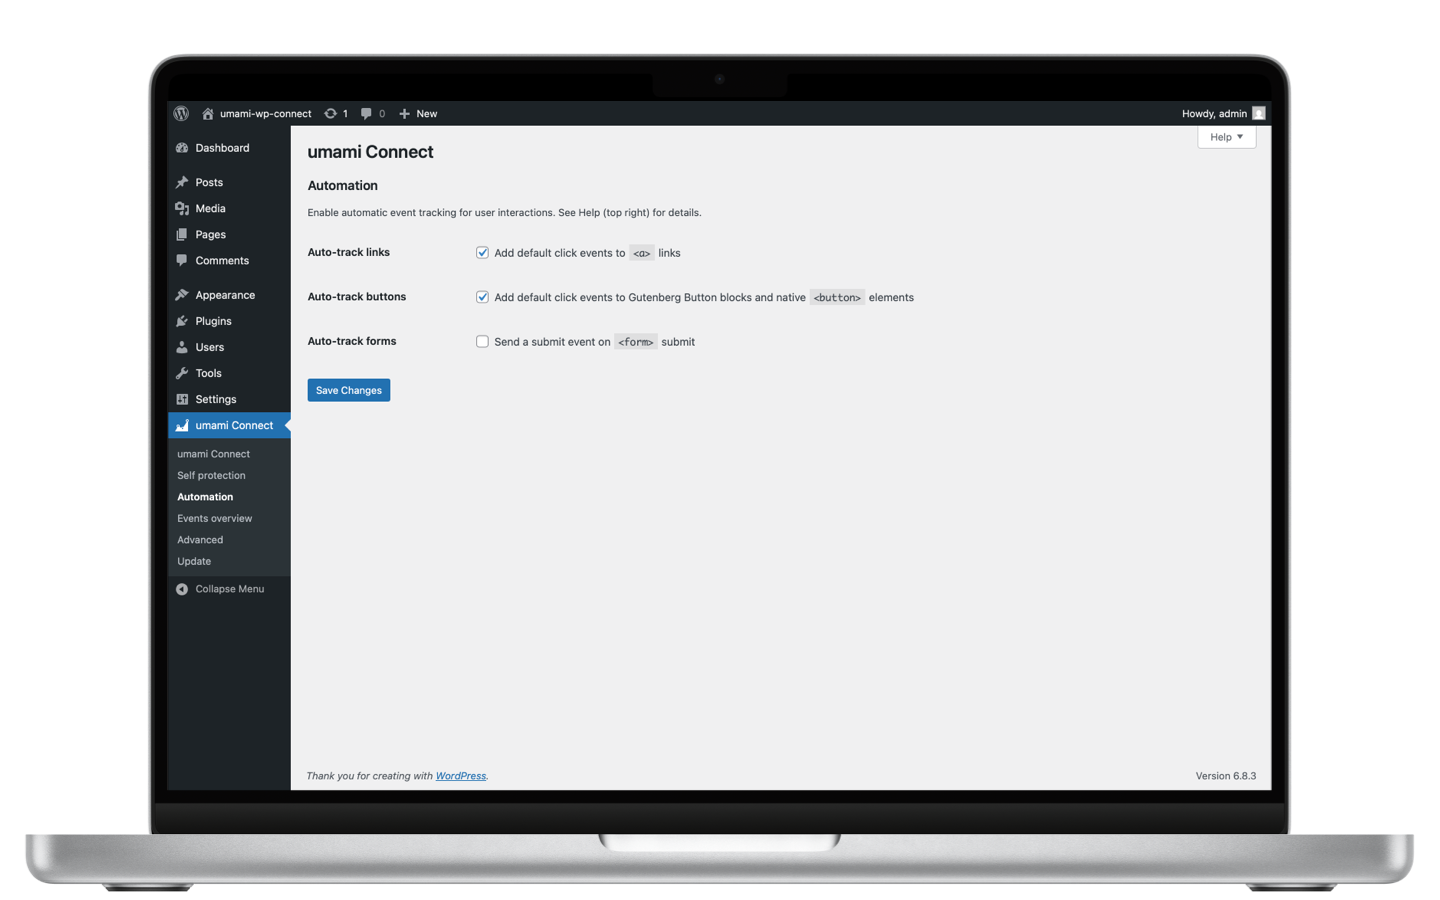 umami-wp-connect 1 0 New Howdy, admin
Help
Dashboard
Posts
Media
Pages
Comments
Appearance
Plugins
Users
Tools
Settings
umami Connect
umami Connect
Self protection
Automation
Events overview
Advanced
Update
Collapse Menu
umami Connect
Automation
Enable automatic event tracking for user interactions. See Help (top right) for details.
Auto-track links Add default click events to <a> links
Auto-track buttons Add default click events to Gutenberg Button blocks and native <button> elements
Auto-track forms Send a submit event on <form> submit
Save Changes
Thank you for creating with WordPress. Version 6.8.3